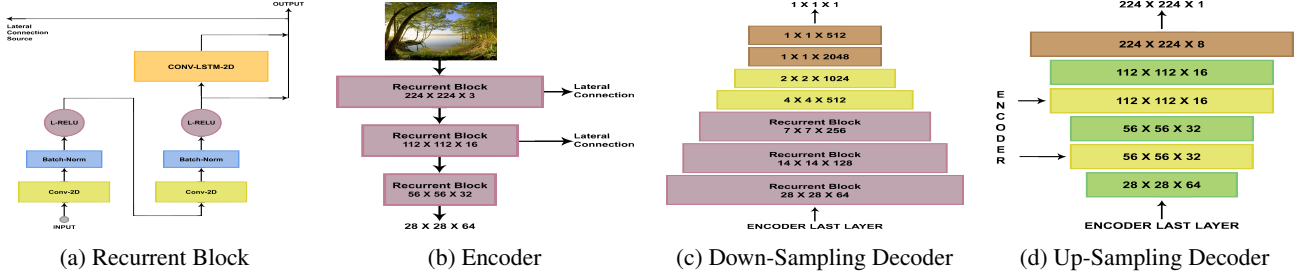 OUTPUT
Lateral
Connection
Source
CONV-LSTM-2D
L-RELU
L-RELU
Batch-Norm
Batch-Norm
Conv-2D
Conv-2D
INPUT
(a) Recurrent Block
Recurrent Block
224 X 224 X 3
Lateral
Connection
Recurrent Block
112 X 112 X 16
Lateral
Connection
Recurrent Block
56 X 56 X 32
28 X 28 X 64
(b) Encoder
1 X 1 X 1
1 X 1 X 512
1 X 1 X 2048
2 X 2 X 1024
4 X 4 X 512
Recurrent Block
7 X 7 X 256
Recurrent Block
14 X 14 X 128
Recurrent Block
28 X 28 X 64
ENCODER LAST LAYER
(c) Down-Sampling Decoder
224 X 224 X 1
224 X 224 X 8
112 X 112 X 16
112 X 112 X 16
56 X 56 X 32
56 X 56 X 32
28 X 28 X 64
ENCODER
ENCODER LAST LAYER
(d) Up-Sampling Decoder